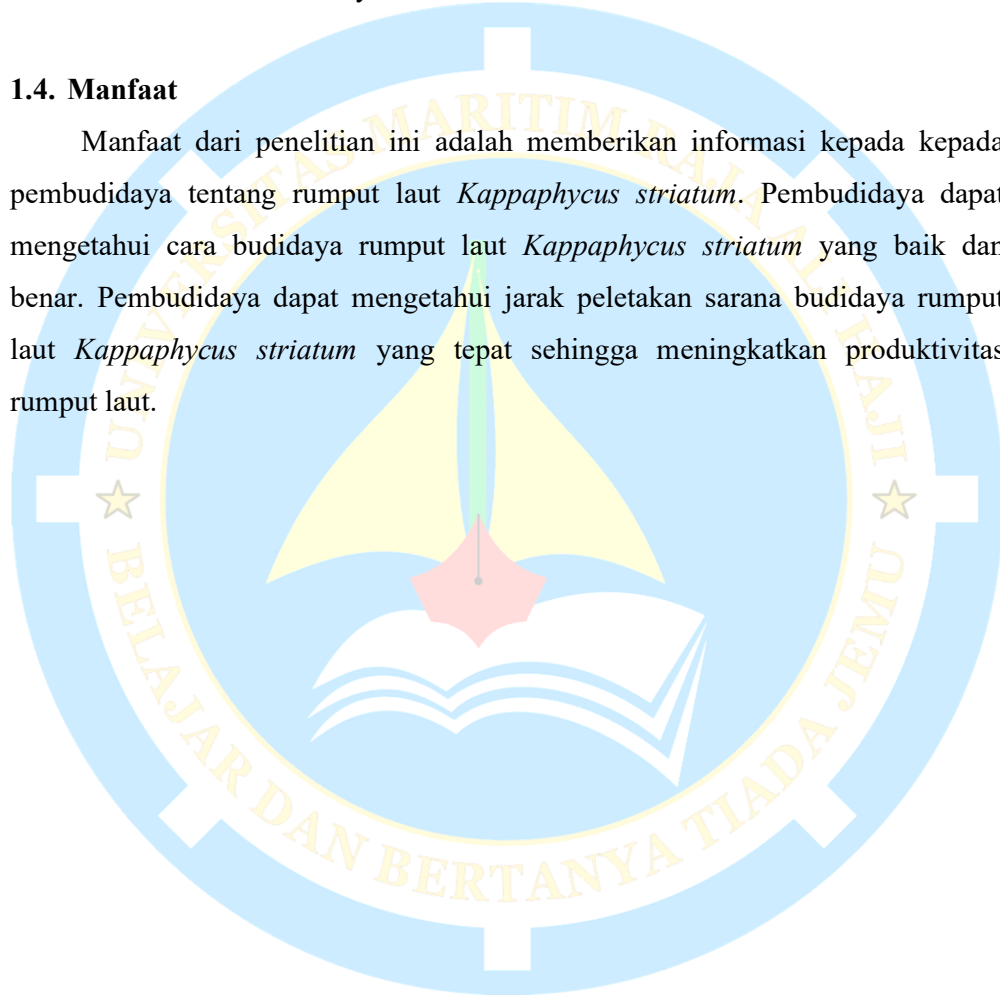 1.4. Manfaat
Manfaat dari penelitian ini adalah memberikan informasi kepada kepada
pembudidaya tentang rumput laut Kappaphycus striatum. Pembudidaya dapat
mengetahui cara budidaya rumput laut Kappaphycus striatum yang baik dan
benar. Pembudidaya dapat mengetahui jarak peletakan sarana budidaya rumput
laut Kappaphycus striatum yang tepat sehingga meningkatkan produktivitas
rumput laut.
UNIVERSITAS MARITIM RAJA ALI HAJI
BELAJAR DAN BERTANYA TIADA JEMU